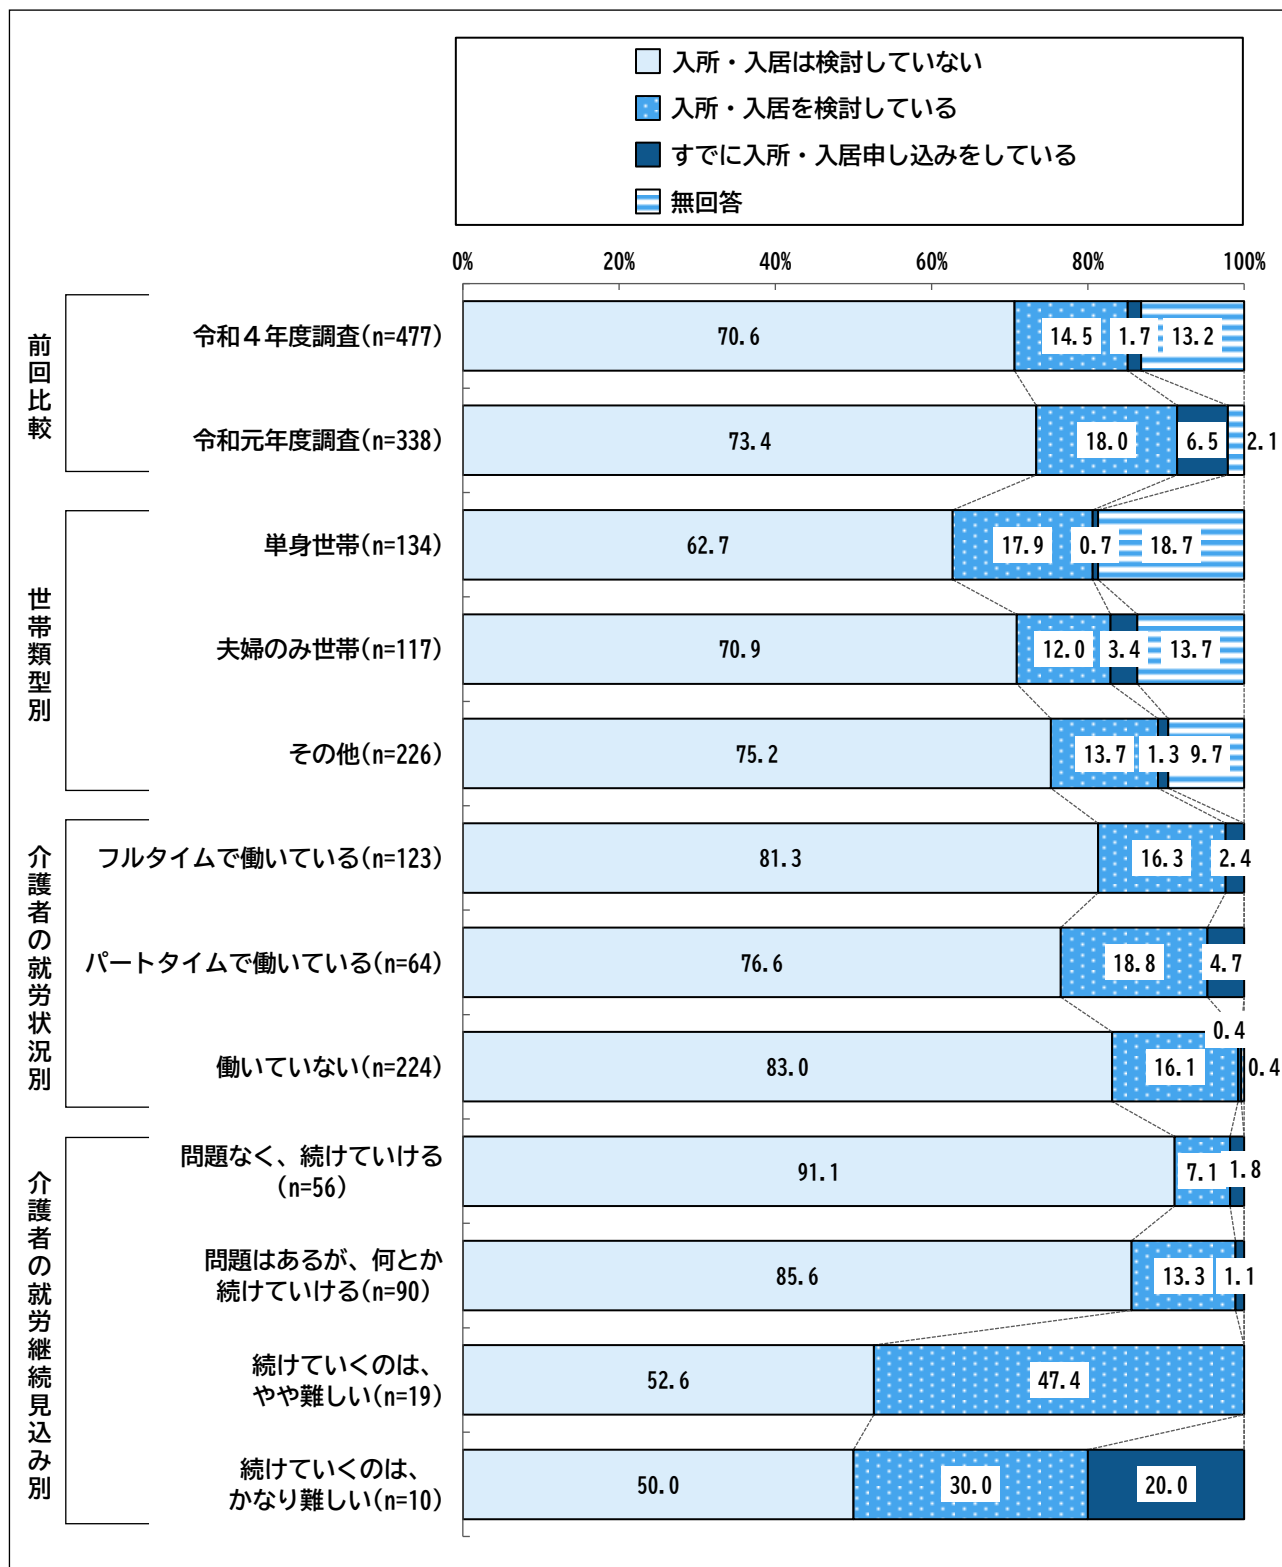 入所・入居は検討していない
入所・入居を検討している
すでに入所・入居申し込みをしている
無回答
0% 20% 40% 60% 80% 100%
前回比較
令和4年度調査(n=477) 70.6 14.5 1.7 13.2
令和元年度調査(n=338) 73.4 18.0 6.5 2.1
世帯類型別
単身世帯(n=134) 62.7 17.9 0.7 18.7
夫婦のみ世帯(n=117) 70.9 12.0 3.4 13.7
その他(n=226) 75.2 13.7 1.3 9.7
介護者の就労状況別
フルタイムで働いている(n=123) 81.3 16.3 2.4
パートタイムで働いている(n=64) 76.6 18.8 4.7
働いていない(n=224) 83.0 16.1 0.4 0.4
介護者の就労継続見込み別
問題なく、続けていける
(n=56) 91.1 7.1 1.8
問題はあるが、何とか
続けていける(n=90) 85.6 13.3 1.1
続けていくのは、
やや難しい(n=19) 52.6 47.4
続けていくのは、
かなり難しい(n=10) 50.0 30.0 20.0